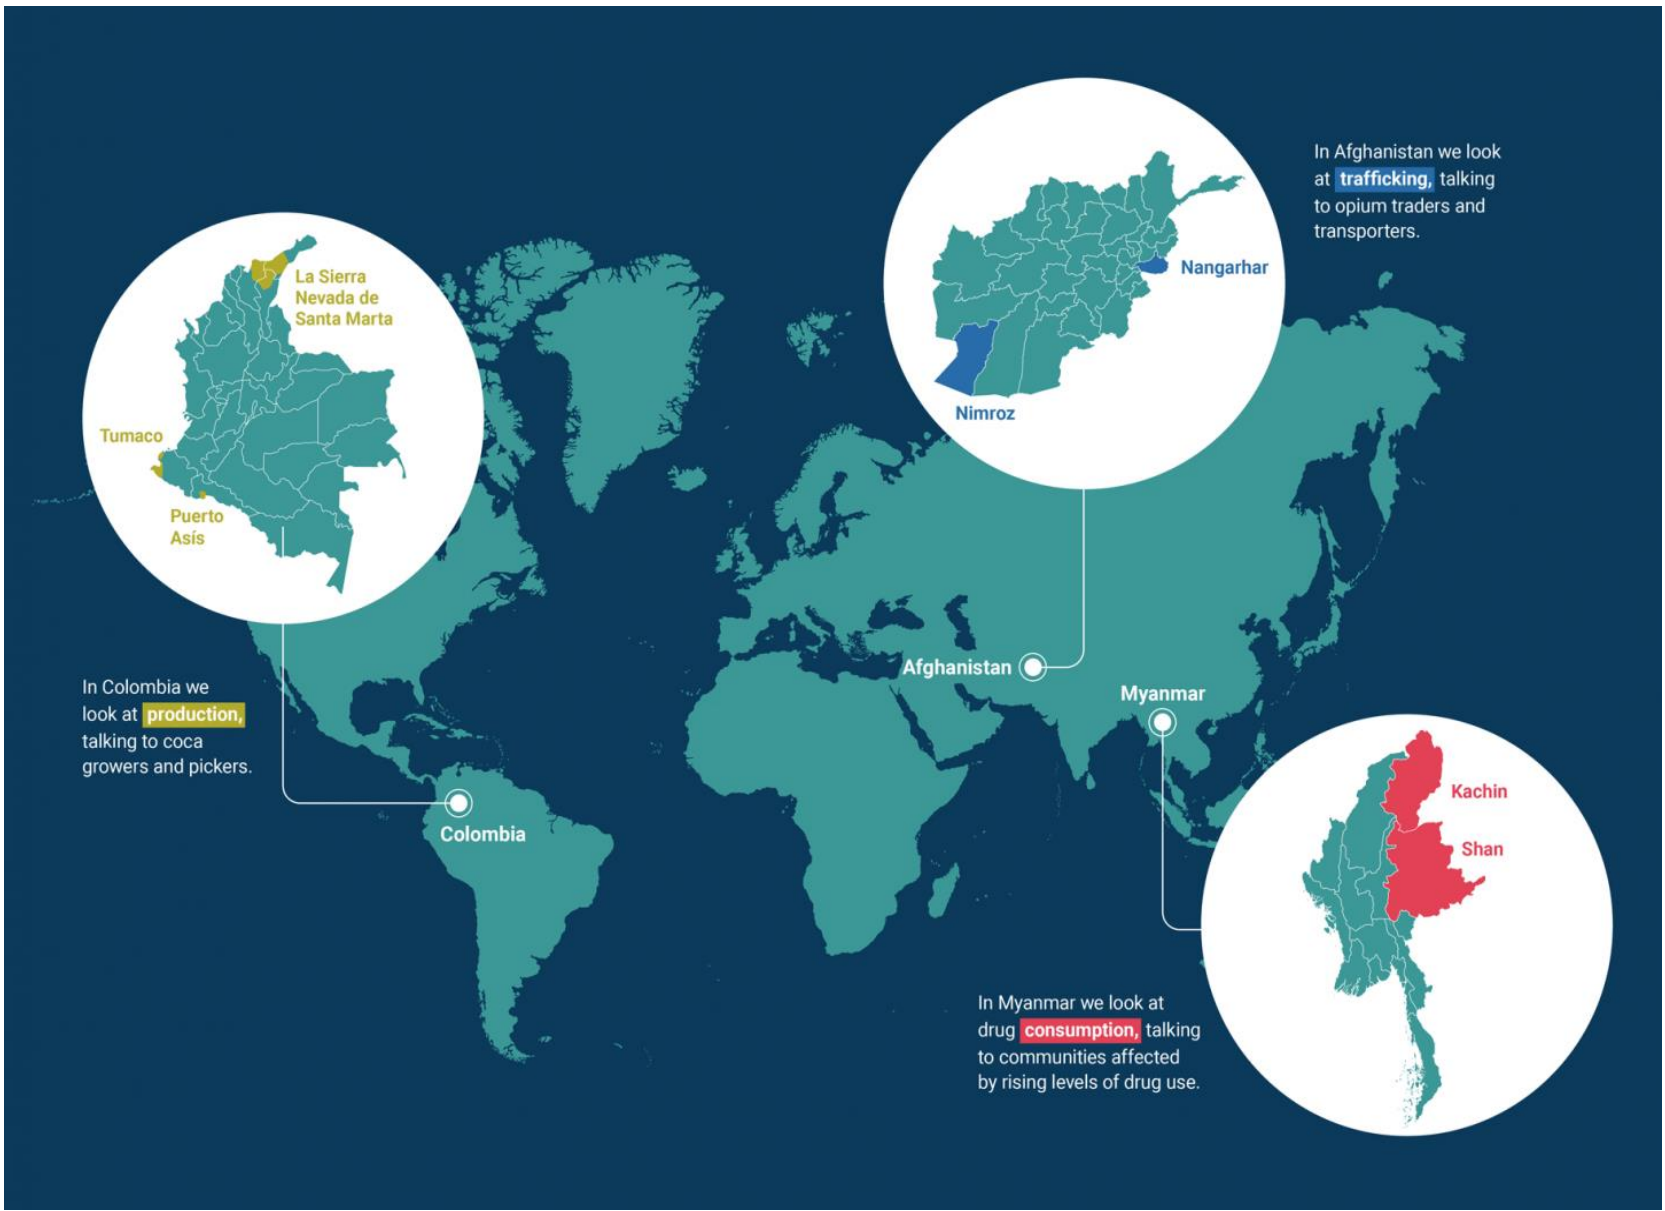 In Afghanistan we look
at trafficking, talking
to opium traders and
transporters.
Nangarhar
Nimroz
La Sierra
Nevada de
Santa Marta
Tumaco
Puerto
Asís
Afghanistan
Myanmar
In Colombia we
look at production,
talking to coca
growers and pickers.
Colombia
Kachin
Shan
In Myanmar we look at
drug consumption, talking
to communities affected
by rising levels of drug use.